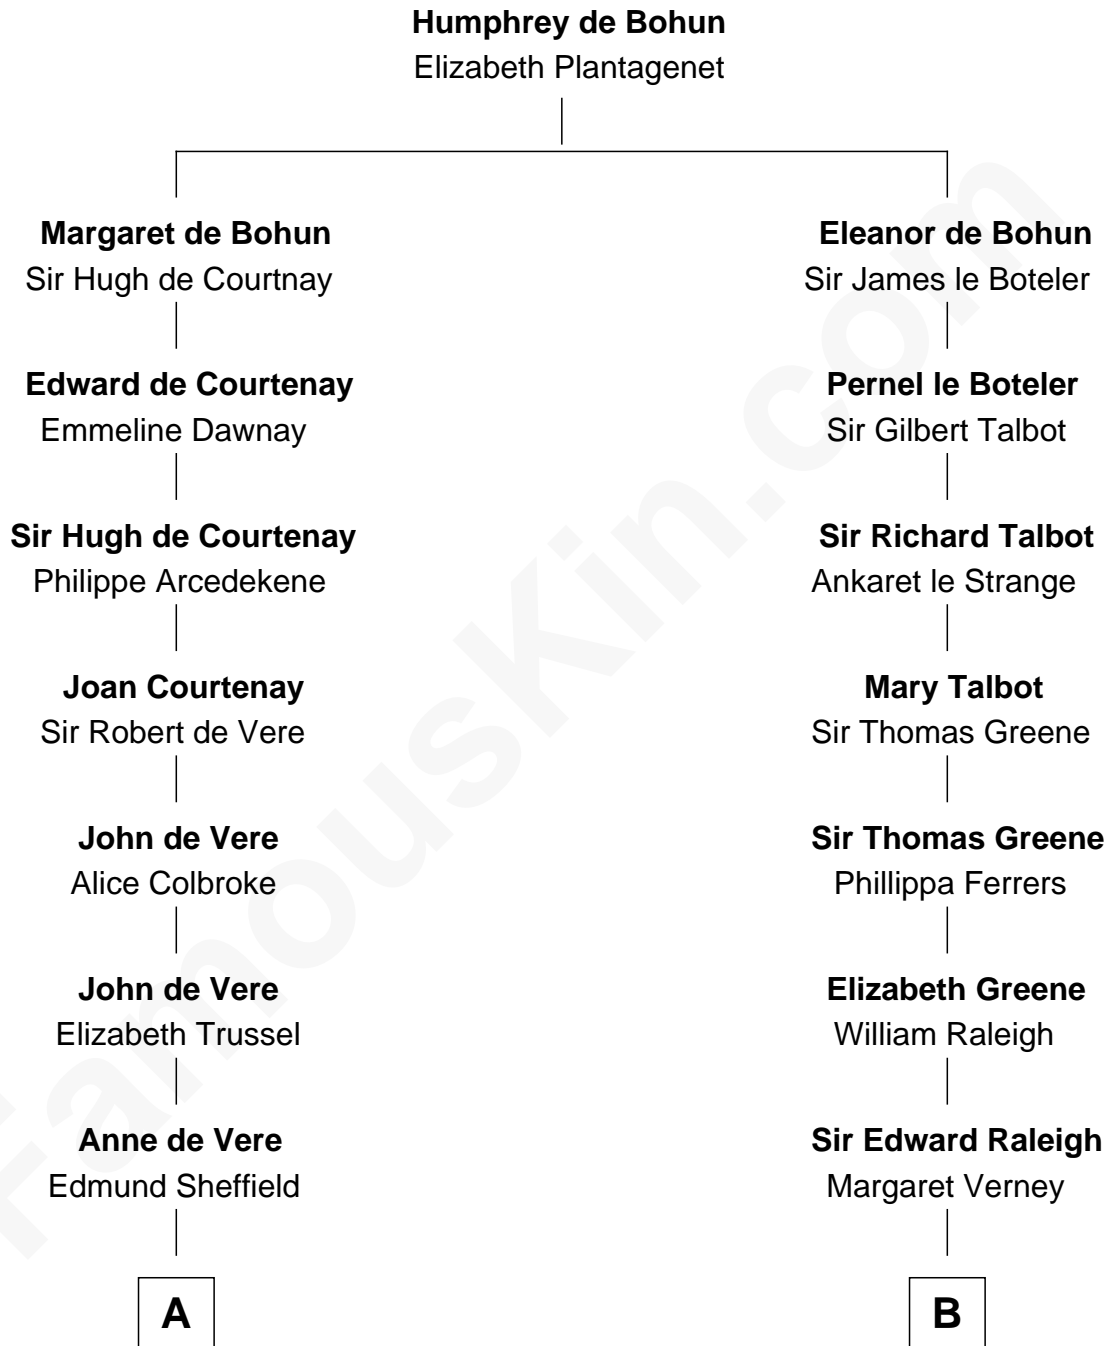 Humphrey de Bohun
Elizabeth Plantagenet
Margaret de Bohun
Sir Hugh de Courtnay
Edward de Courtenay
Emmeline Dawnay
Sir Hugh de Courtenay
Philippe Arcedekene
Joan Courtenay
Sir Robert de Vere
John de Vere
Alice Colbroke
John de Vere
Elizabeth Trussel
Anne de Vere
Edmund Sheffield
A
Eleanor de Bohun
Sir James le Boteler
Pernel le Boteler
Sir Gilbert Talbot
Sir Richard Talbot
Ankaret le Strange
Mary Talbot
Sir Thomas Greene
Sir Thomas Greene
Phillippa Ferrers
Elizabeth Greene
William Raleigh
Sir Edward Raleigh
Margaret Verney
B
FamousKin.com